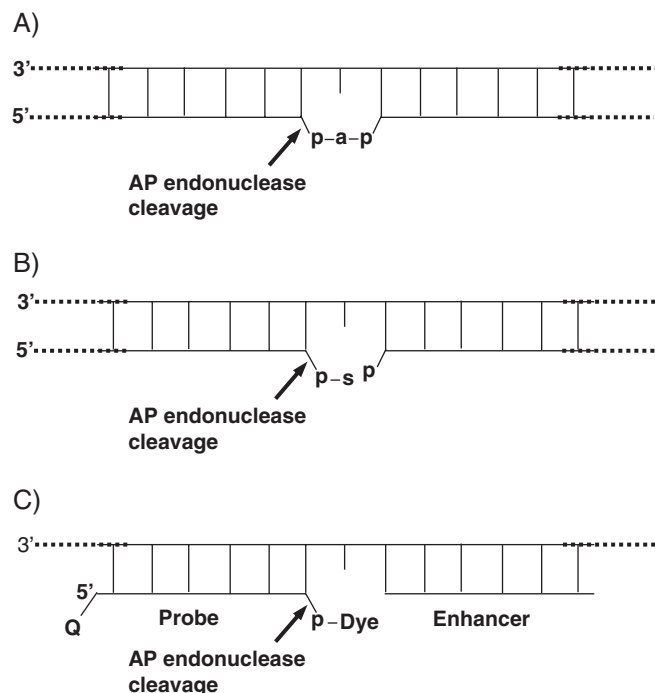 A)
3'
5'
p–a–p
AP endonuclease
cleavage
B)
3'
5'
p–s p
AP endonuclease
cleavage
C)
3'
5'
Q
Probe
p–Dye
Enhancer
AP endonuclease
cleavage